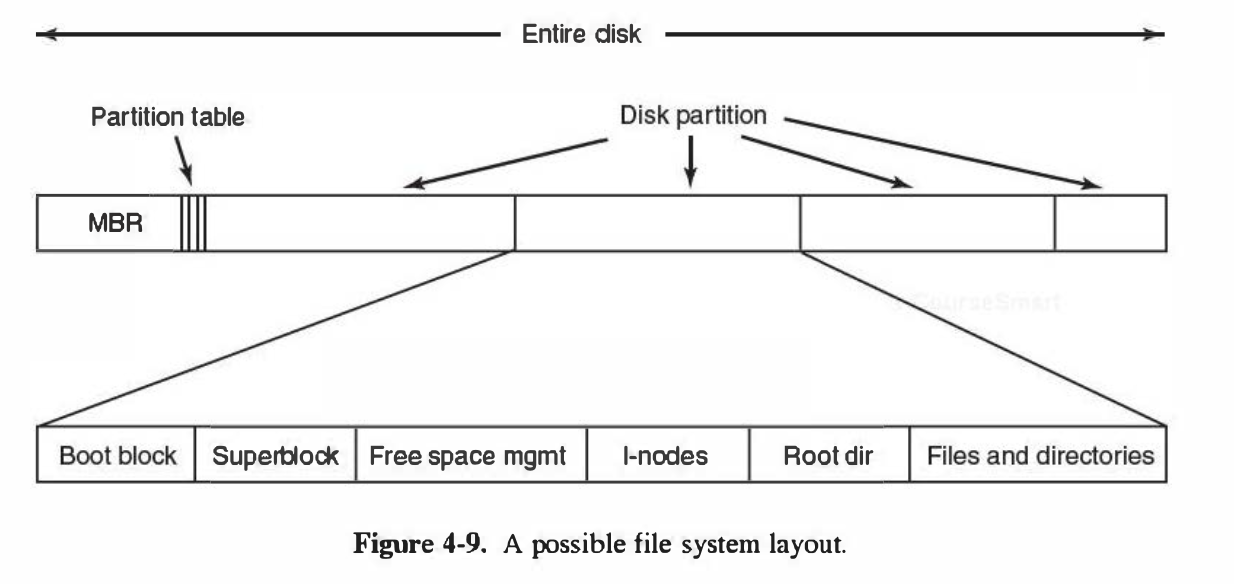 Entire disk
Partition table
Disk partition
MBR
CourseSmart
Boot block
Superblock
Free space mgmt
I-nodes
Root dir
Files and directories
Figure 4-9. A possible file system layout.